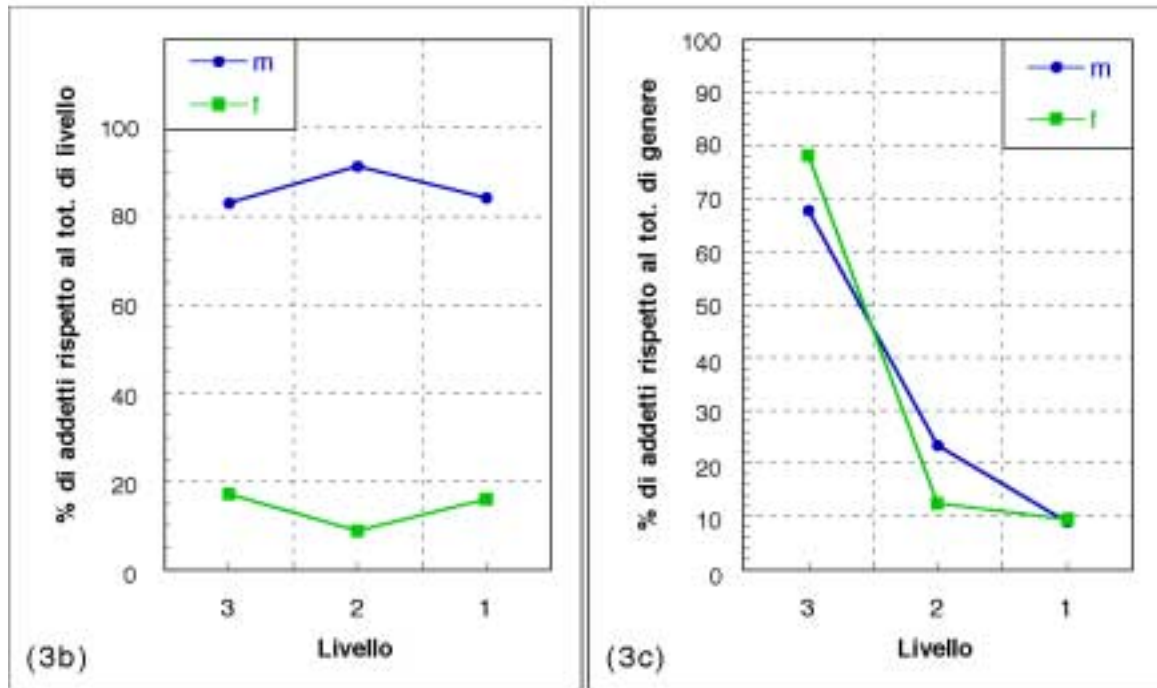 % di addetti rispetto al tot. di livello
m
f
100
80
60
40
20
0
3 2 1
Livello
(3b)
% di addetti rispetto al tot. di genere
m
f
100
90
80
70
60
50
40
30
20
10
0
3 2 1
Livello
(3c)